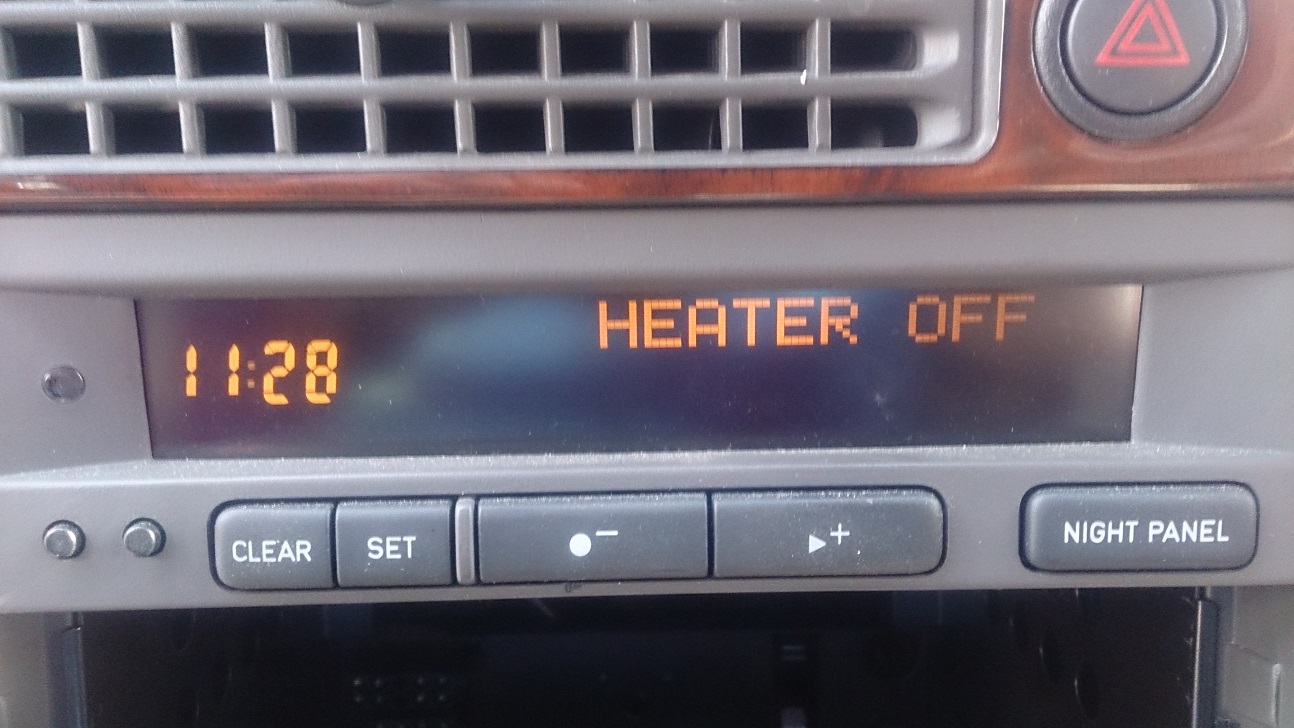 HEATER OFF
11:28
CLEAR SET - + NIGHT PANEL